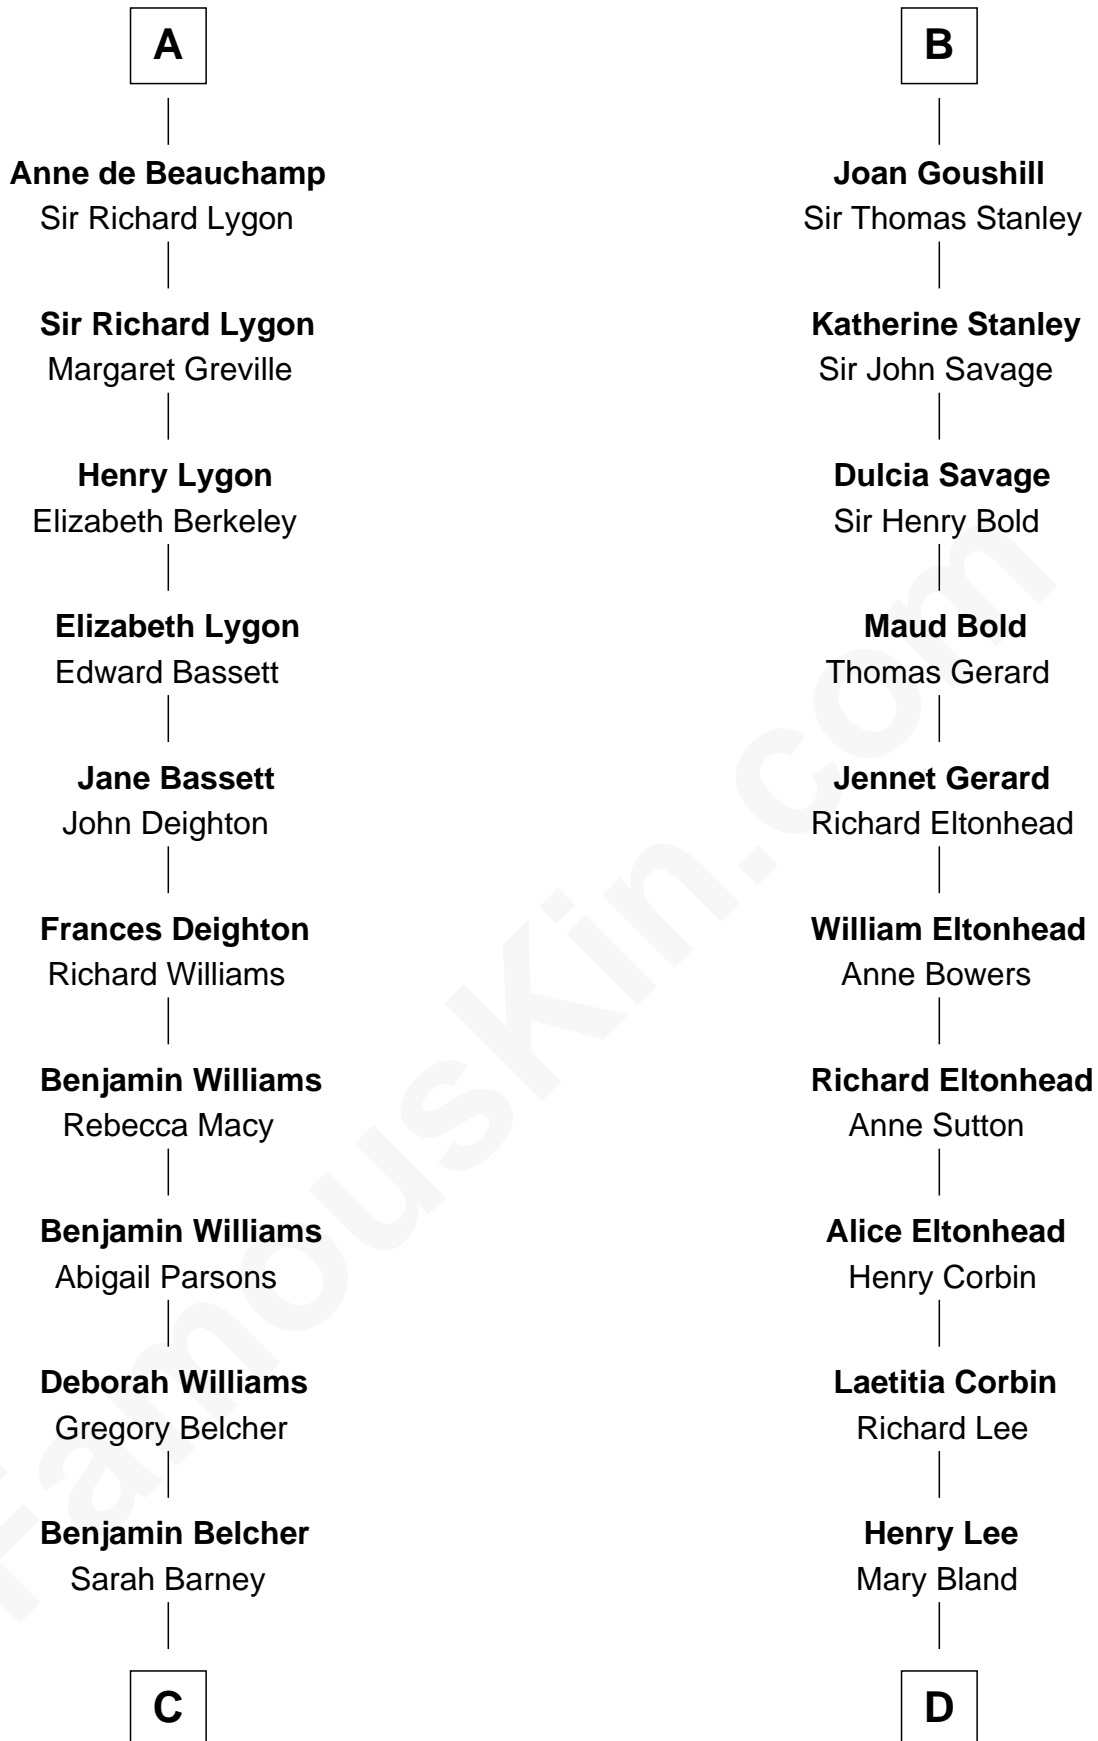 A
Anne de Beauchamp
Sir Richard Lygon
Sir Richard Lygon
Margaret Greville
Henry Lygon
Elizabeth Berkeley
Elizabeth Lygon
Edward Bassett
Jane Bassett
John Deighton
Frances Deighton
Richard Williams
Benjamin Williams
Rebecca Macy
Benjamin Williams
Abigail Parsons
Deborah Williams
Gregory Belcher
Benjamin Belcher
Sarah Barney
C
B
Joan Goushill
Sir Thomas Stanley
Katherine Stanley
Sir John Savage
Dulcia Savage
Sir Henry Bold
Maud Bold
Thomas Gerard
Jennet Gerard
Richard Eltonhead
William Eltonhead
Anne Bowers
Richard Eltonhead
Anne Sutton
Alice Eltonhead
Henry Corbin
Laetitia Corbin
Richard Lee
Henry Lee
Mary Bland
D
FamousKin.com